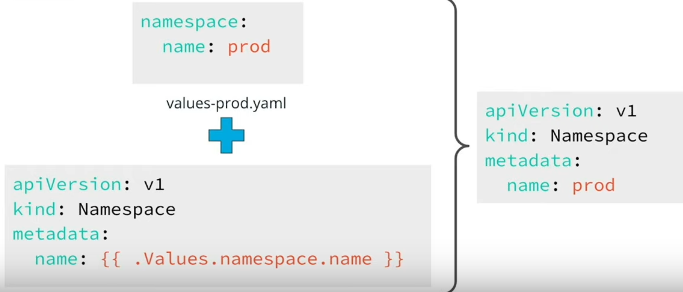 namespace:
  name: prod
values-prod.yaml
apiVersion: v1
kind: Namespace
metadata:
  name: {{ .Values.namespace.name }}
apiVersion: v1
kind: Namespace
metadata:
  name: prod